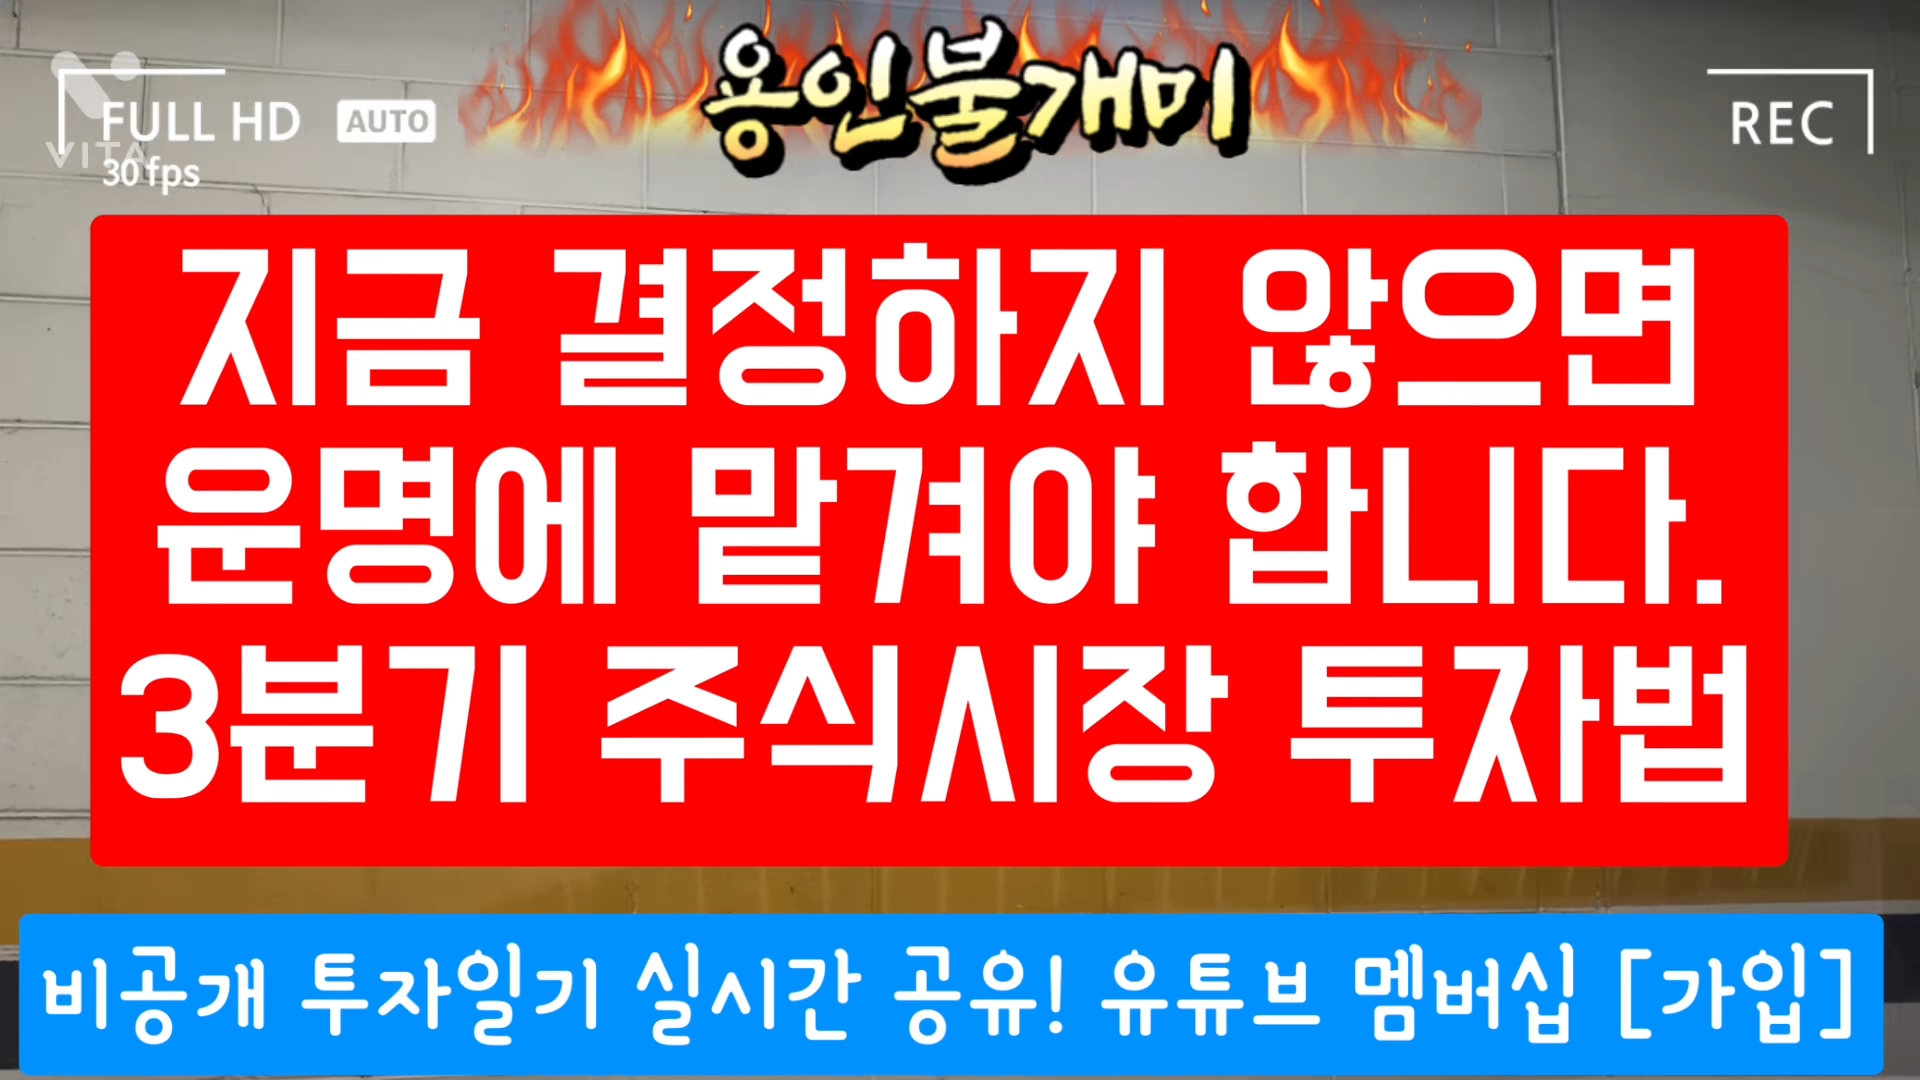 용인불개미
FULL HD AUTO
REC
VITA
30 fps
지금 결정하지 않으면
운명에 맡겨야 합니다.
3분기 주식시장 투자법
비공개 투자일기 실시간 공유! 유튜브 멤버십 [가입]